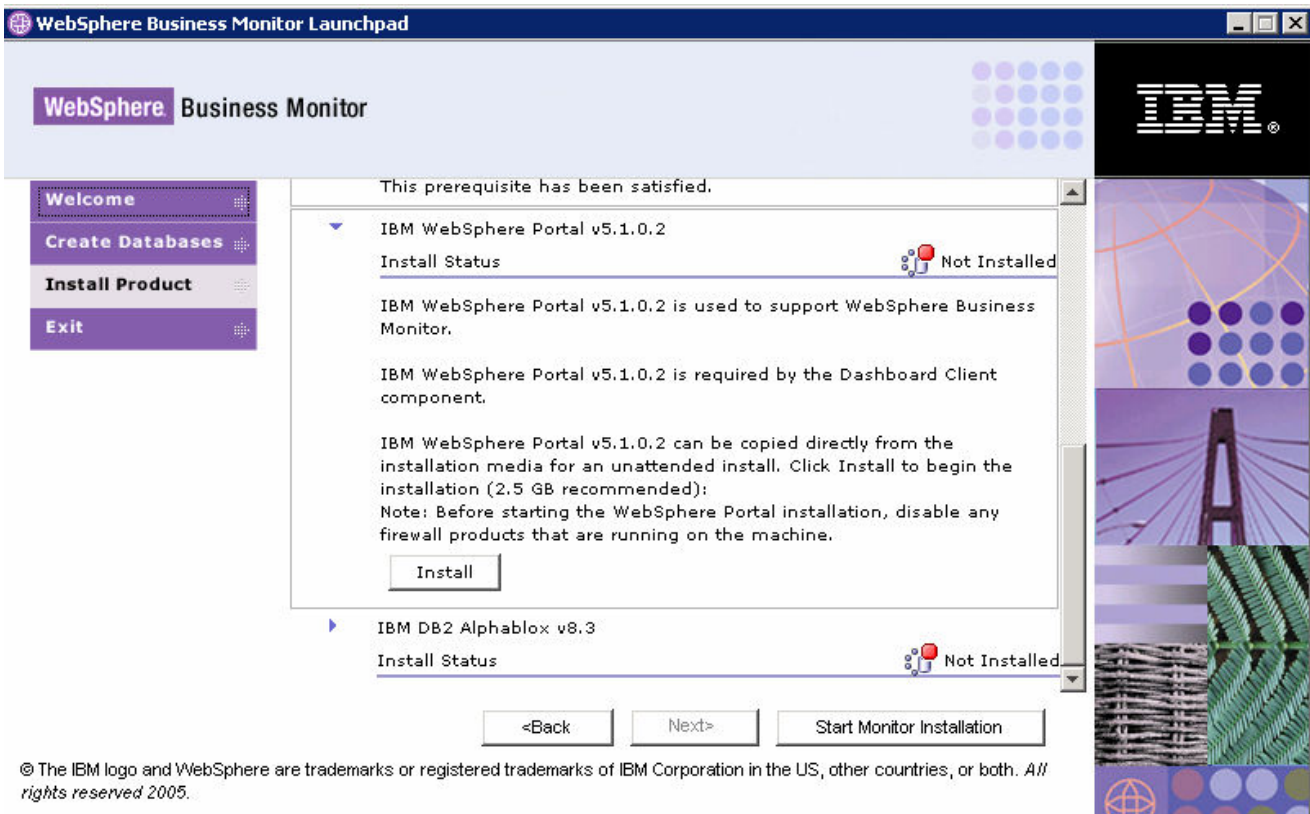 WebSphere Business Monitor Launchpad
WebSphere. Business Monitor
IBM®
Welcome
Create Databases
Install Product
Exit
This prerequisite has been satisfied.
IBM WebSphere Portal v5.1.0.2
Install Status Not Installed
IBM WebSphere Portal v5.1.0.2 is used to support WebSphere Business
Monitor.
IBM WebSphere Portal v5.1.0.2 is required by the Dashboard Client
component.
IBM WebSphere Portal v5.1.0.2 can be copied directly from the
installation media for an unattended install. Click Install to begin the
installation (2.5 GB recommended):
Note: Before starting the WebSphere Portal installation, disable any
firewall products that are running on the machine.
Install
IBM DB2 Alphablox v8.3
Install Status Not Installed
<Back Next> Start Monitor Installation
© The IBM logo and WebSphere are trademarks or registered trademarks of IBM Corporation in the US, other countries, or both. All
rights reserved 2005.